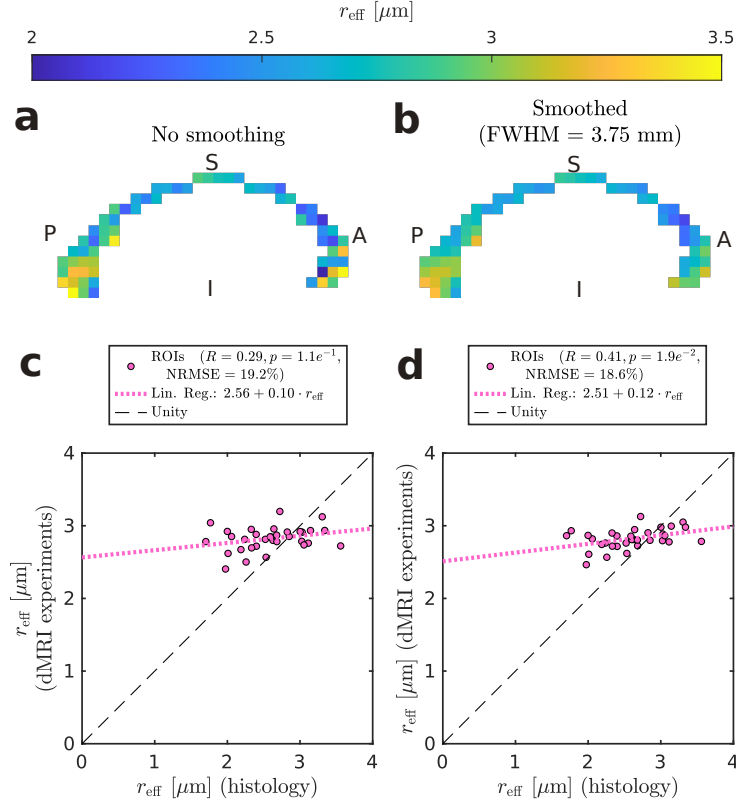 r_eff [μm]
2 2.5 3 3.5
a
No smoothing
S
P
A
I
b
Smoothed
(FWHM = 3.75 mm)
S
P
A
I
c
ROIs (R = 0.29, p = 1.1e⁻¹,
NRMSE = 19.2%)
Lin. Reg.: 2.56 + 0.10 · r_eff
Unity
4
3
2
1
0
r_eff [μm]
(dMRI experiments)
0 1 2 3 4
r_eff [μm] (histology)
d
ROIs (R = 0.41, p = 1.9e⁻², 
NRMSE = 18.6%)
Lin. Reg.: 2.51 + 0.12 · r_eff
Unity
4
3
2
1
0
r_eff [μm] (dMRI experiments)
0 1 2 3 4
r_eff [μm] (histology)